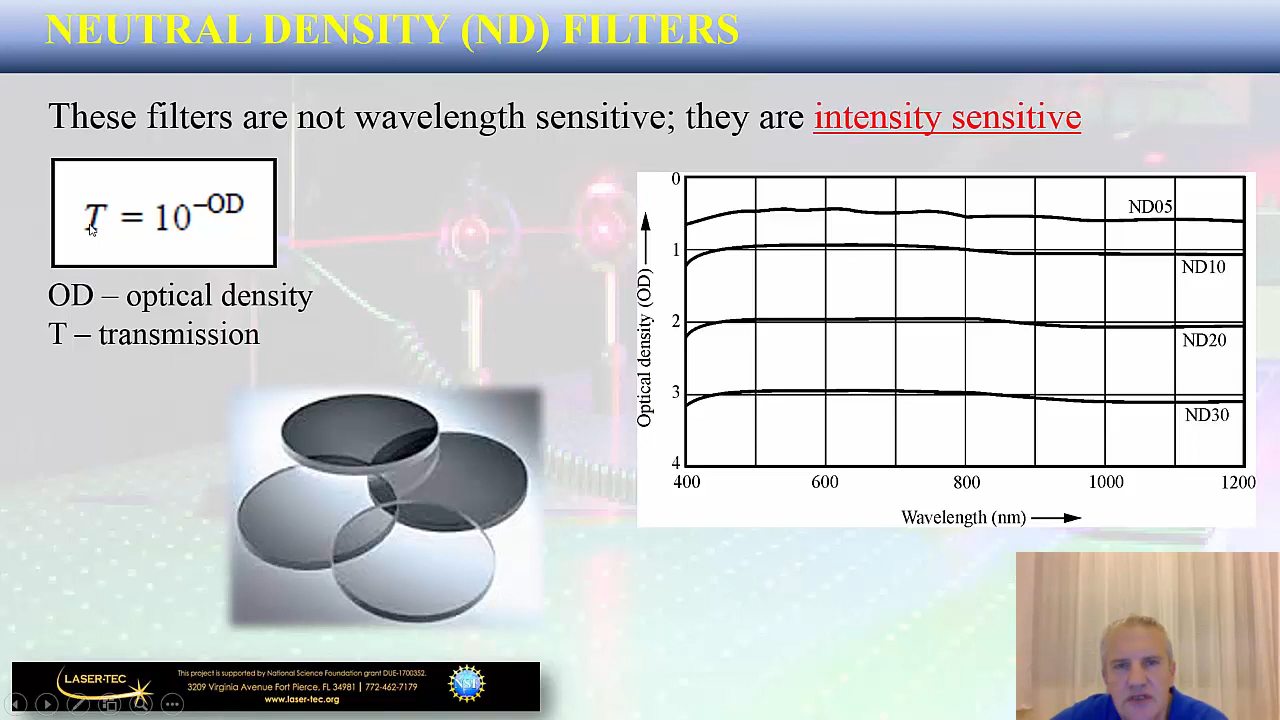 NEUTRAL DENSITY (ND) FILTERS
These filters are not wavelength sensitive; they are intensity sensitive
T = 10^–OD
OD – optical density
T – transmission
0
1
2
3
4
Optical density (OD)
ND05
ND10
ND20
ND30
400 600 800 1000 1200
Wavelength (nm)
LASER-TEC
This project is supported by National Science Foundation grant DUE-1700352.
3209 Virginia Avenue Fort Pierce, FL 34981 | 772-462-7179
www.laser-tec.org
NSF